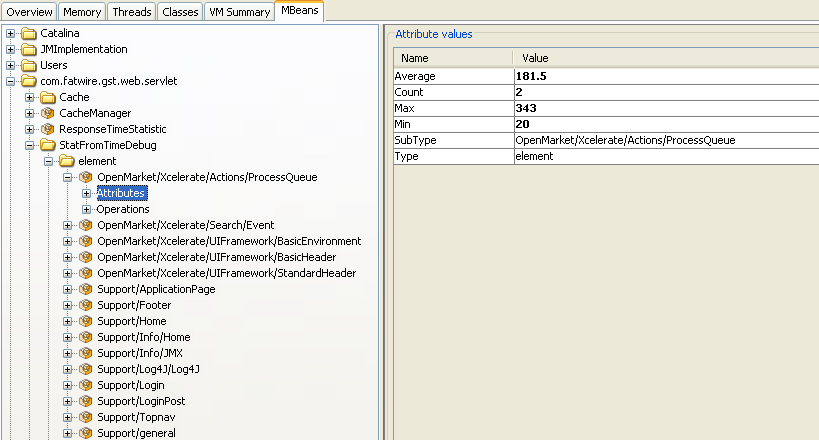 Overview Memory Threads Classes VM Summary MBeans
Catalina
JMImplementation
Users
com.fatwire.gst.web.servlet
Cache
CacheManager
ResponseTimeStatistic
StatFromTimeDebug
element
OpenMarket/Xcelerate/Actions/ProcessQueue
Attributes
Operations
OpenMarket/Xcelerate/Search/Event
OpenMarket/Xcelerate/UIFramework/BasicEnvironment
OpenMarket/Xcelerate/UIFramework/BasicHeader
OpenMarket/Xcelerate/UIFramework/StandardHeader
Support/ApplicationPage
Support/Footer
Support/Home
Support/Info/Home
Support/Info/JMX
Support/Log4J/Log4J
Support/Login
Support/LoginPost
Support/Topnav
Support/general
Attribute values
Name Value
Average 181.5
Count 2
Max 343
Min 20
SubType OpenMarket/Xcelerate/Actions/ProcessQueue
Type element